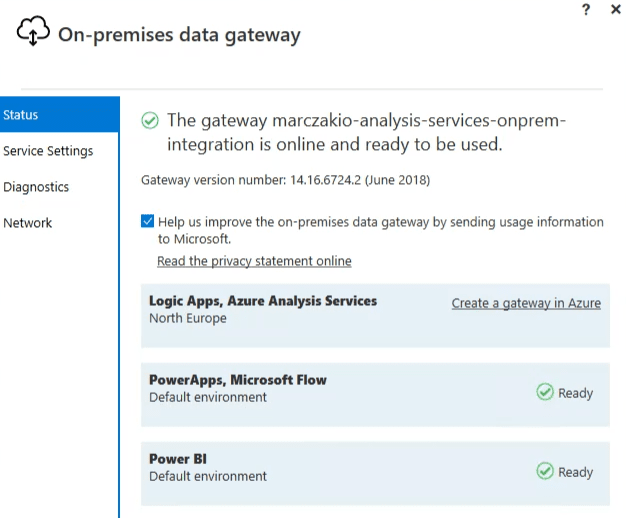 ? ×
On-premises data gateway
Status
Service Settings
Diagnostics
Network
The gateway marczakio-analysis-services-onprem-
integration is online and ready to be used.
Gateway version number: 14.16.6724.2 (June 2018)
Help us improve the on-premises data gateway by sending usage information
to Microsoft.
Read the privacy statement online
Logic Apps, Azure Analysis Services
North Europe
Create a gateway in Azure
PowerApps, Microsoft Flow
Default environment
Ready
Power BI
Default environment
Ready